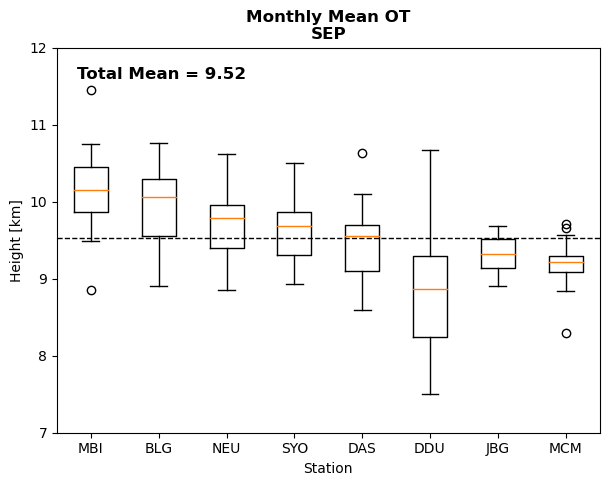 Monthly Mean OT
SEP
Total Mean = 9.52
Height [km]
12
11
10
9
8
7
MBI BLG NEU SYO DAS DDU JBG MCM
Station